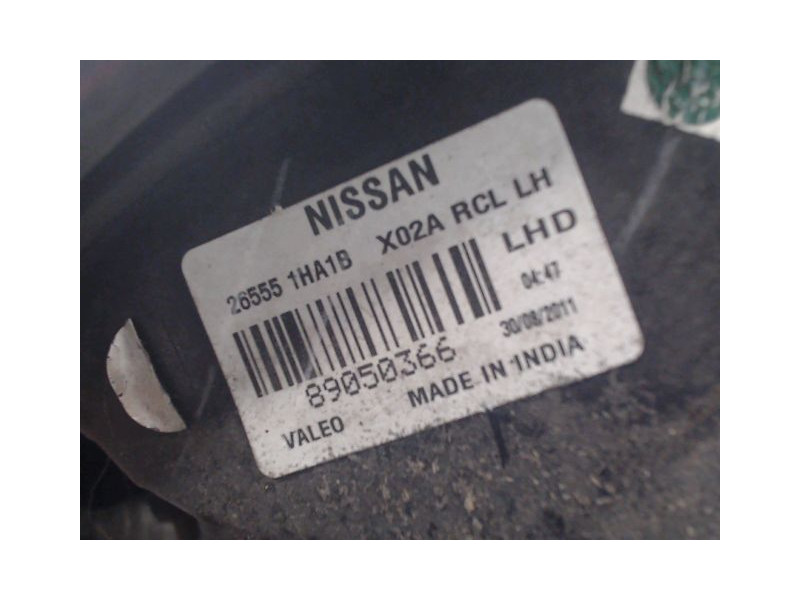 NISSAN
26555 1HA1B X02A RCL LH
LHD
04:47
30/08/2011
89050366
VALEO MADE IN INDIA